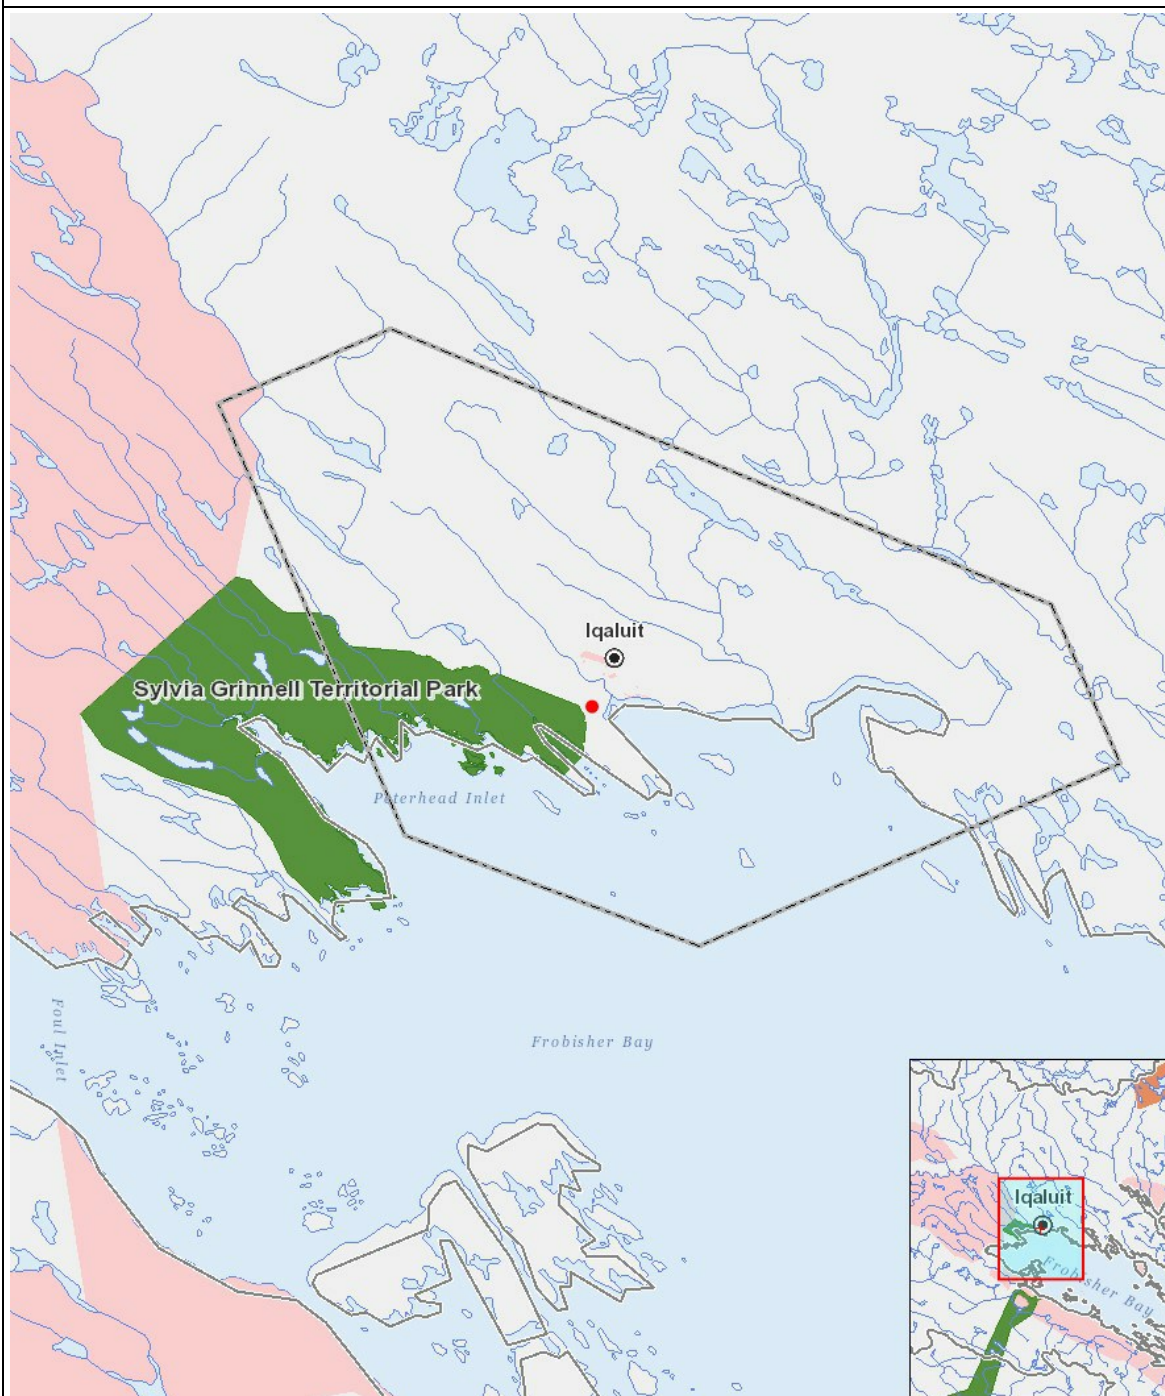 Iqaluit
Sylvia Grinnell Territorial Park
Peterhead Inlet
Foul Inlet
Frobisher Bay
Iqaluit
Frobisher Bay